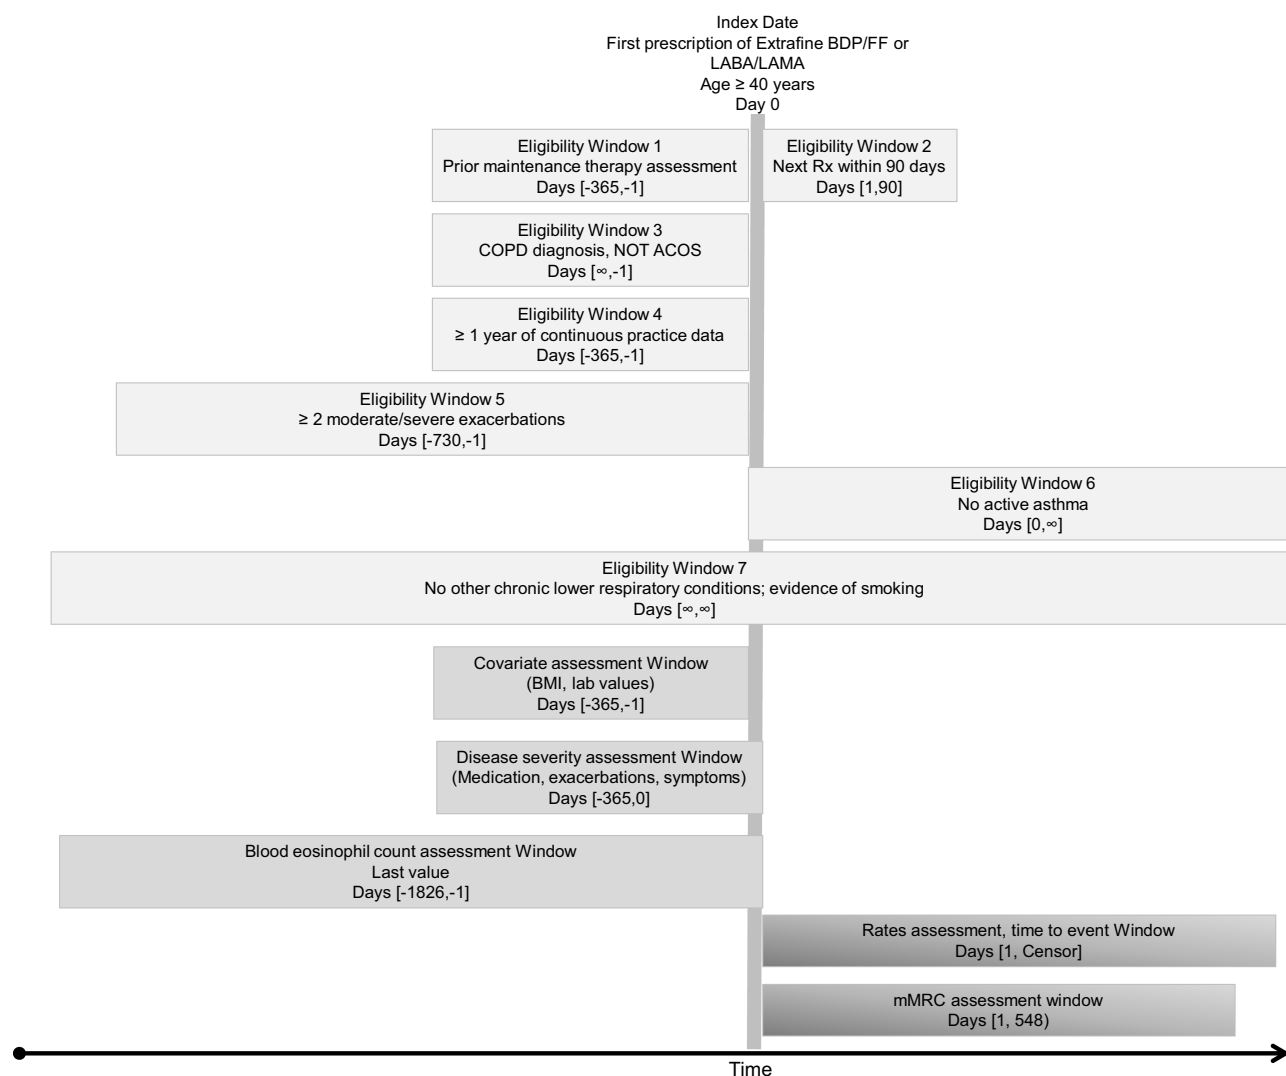 Index Date
First prescription of Extrafine BDP/FF or
LABA/LAMA
Age ≥ 40 years
Day 0
Eligibility Window 1
Prior maintenance therapy assessment
Days [-365,-1]
Eligibility Window 2
Next Rx within 90 days
Days [1,90]
Eligibility Window 3
COPD diagnosis, NOT ACOS
Days [∞,-1]
Eligibility Window 4
≥ 1 year of continuous practice data
Days [-365,-1]
Eligibility Window 5
≥ 2 moderate/severe exacerbations
Days [-730,-1]
Eligibility Window 6
No active asthma
Days [0,∞]
Eligibility Window 7
No other chronic lower respiratory conditions; evidence of smoking
Days [∞,∞]
Covariate assessment Window
(BMI, lab values)
Days [-365,-1]
Disease severity assessment Window
(Medication, exacerbations, symptoms)
Days [-365,0]
Blood eosinophil count assessment Window
Last value
Days [-1826,-1]
Rates assessment, time to event Window
Days [1, Censor]
mMRC assessment window
Days [1, 548)
Time